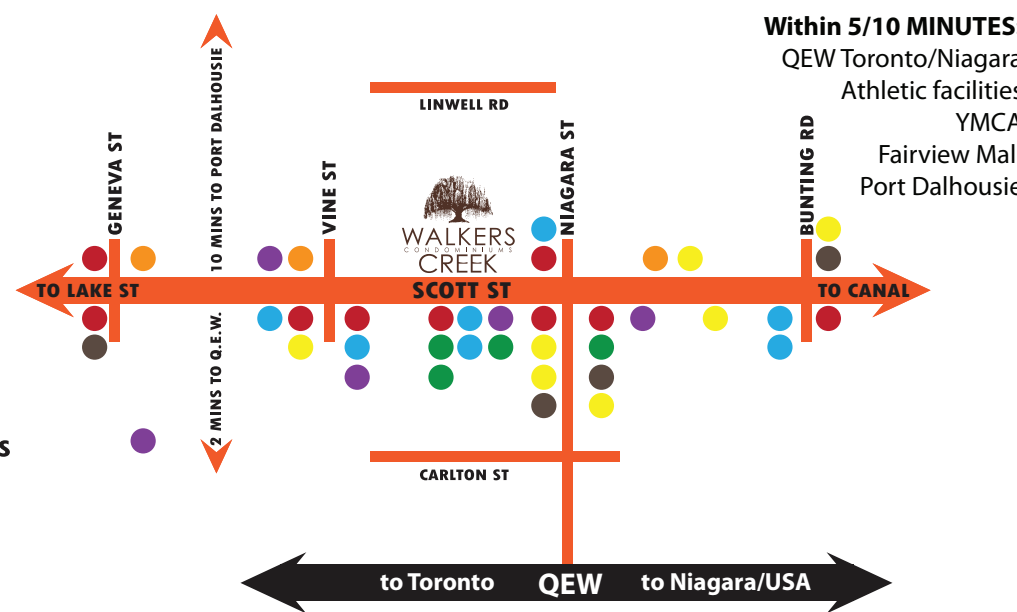 Within 5/10 MINUTES:
QEW Toronto/Niagara
Athletic facilities
YMCA
Fairview Mal
Port Dalhousie
10 MINS TO PORT DALHOUSIE
LINWELL RD
GENEVA ST
VINE ST
NIAGARA ST
BUNTING RD
WALKERS
CONDOMINIUMS
CREEK
TO LAKE ST
SCOTT ST
TO CANAL
2 MINS TO Q.E.W.
S
CARLTON ST
to Toronto QEW to Niagara/USA